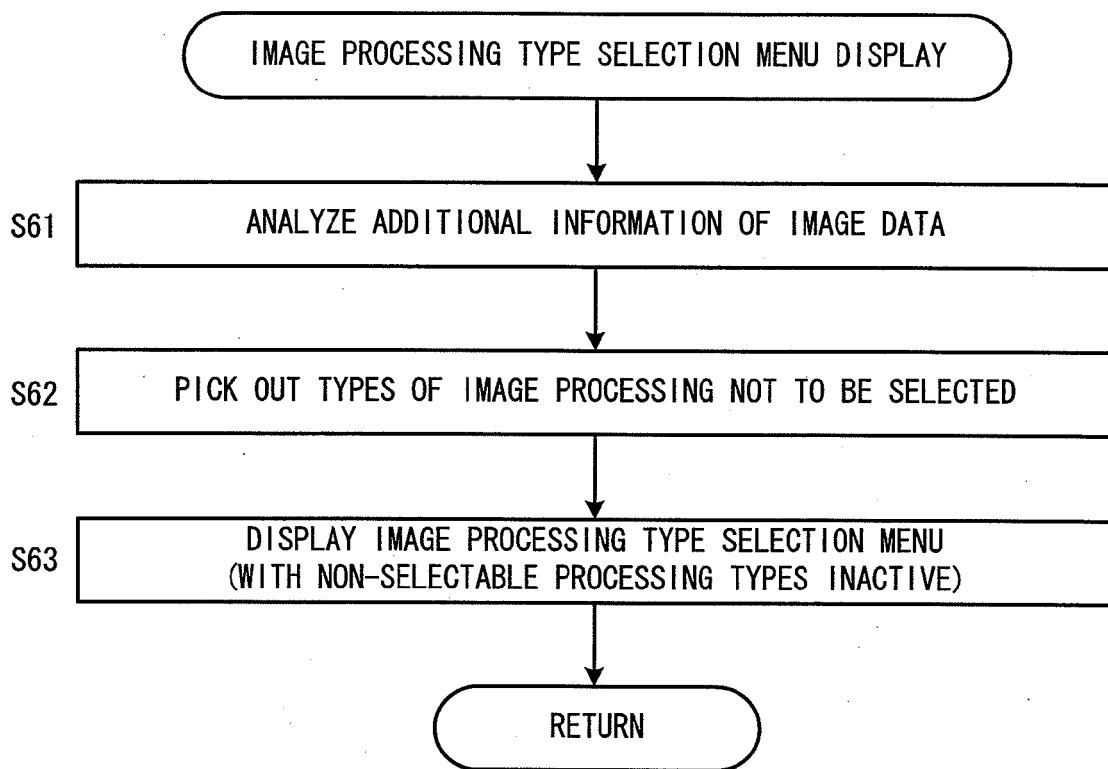 IMAGE PROCESSING TYPE SELECTION MENU DISPLAY
S61
ANALYZE ADDITIONAL INFORMATION OF IMAGE DATA
S62
PICK OUT TYPES OF IMAGE PROCESSING NOT TO BE SELECTED
S63
DISPLAY IMAGE PROCESSING TYPE SELECTION MENU
(WITH NON-SELECTABLE PROCESSING TYPES INACTIVE)
RETURN